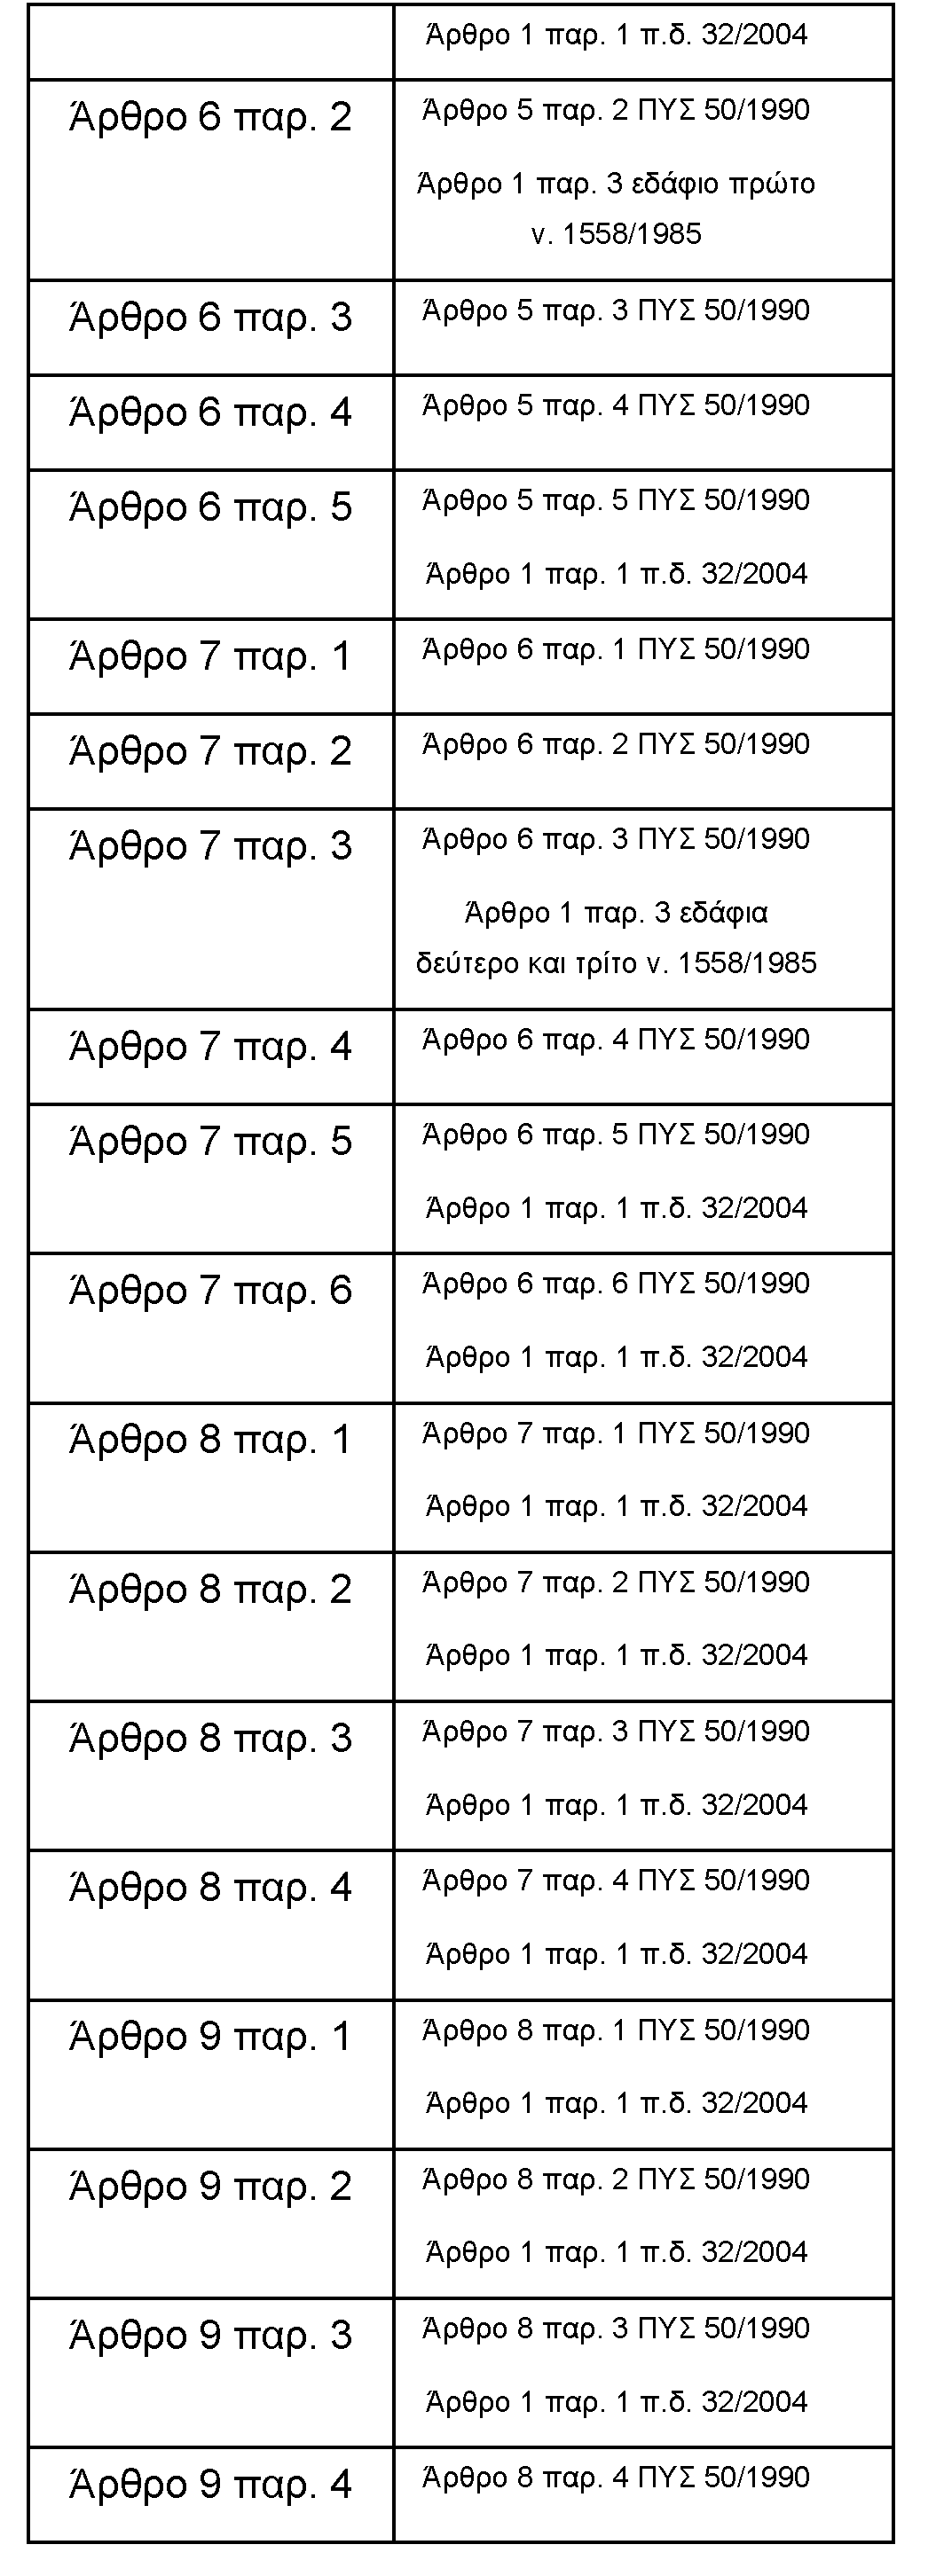 Άρθρο 1 παρ. 1 π.δ. 32/2004
Άρθρο 6 παρ. 2
Άρθρο 5 παρ. 2 ΠΥΣ 50/1990
Άρθρο 1 παρ. 3 εδάφιο πρώτο
ν. 1558/1985
Άρθρο 6 παρ. 3
Άρθρο 5 παρ. 3 ΠΥΣ 50/1990
Άρθρο 6 παρ. 4
Άρθρο 5 παρ. 4 ΠΥΣ 50/1990
Άρθρο 6 παρ. 5
Άρθρο 5 παρ. 5 ΠΥΣ 50/1990
Άρθρο 1 παρ. 1 π.δ. 32/2004
Άρθρο 7 παρ. 1
Άρθρο 6 παρ. 1 ΠΥΣ 50/1990
Άρθρο 7 παρ. 2
Άρθρο 6 παρ. 2 ΠΥΣ 50/1990
Άρθρο 7 παρ. 3
Άρθρο 6 παρ. 3 ΠΥΣ 50/1990
Άρθρο 1 παρ. 3 εδάφια
δεύτερο και τρίτο ν. 1558/1985
Άρθρο 7 παρ. 4
Άρθρο 6 παρ. 4 ΠΥΣ 50/1990
Άρθρο 7 παρ. 5
Άρθρο 6 παρ. 5 ΠΥΣ 50/1990
Άρθρο 1 παρ. 1 π.δ. 32/2004
Άρθρο 7 παρ. 6
Άρθρο 6 παρ. 6 ΠΥΣ 50/1990
Άρθρο 1 παρ. 1 π.δ. 32/2004
Άρθρο 8 παρ. 1
Άρθρο 7 παρ. 1 ΠΥΣ 50/1990
Άρθρο 1 παρ. 1 π.δ. 32/2004
Άρθρο 8 παρ. 2
Άρθρο 7 παρ. 2 ΠΥΣ 50/1990
Άρθρο 1 παρ. 1 π.δ. 32/2004
Άρθρο 8 παρ. 3
Άρθρο 7 παρ. 3 ΠΥΣ 50/1990
Άρθρο 1 παρ. 1 π.δ. 32/2004
Άρθρο 8 παρ. 4
Άρθρο 7 παρ. 4 ΠΥΣ 50/1990
Άρθρο 1 παρ. 1 π.δ. 32/2004
Άρθρο 9 παρ. 1
Άρθρο 8 παρ. 1 ΠΥΣ 50/1990
Άρθρο 1 παρ. 1 π.δ. 32/2004
Άρθρο 9 παρ. 2
Άρθρο 8 παρ. 2 ΠΥΣ 50/1990
Άρθρο 1 παρ. 1 π.δ. 32/2004
Άρθρο 9 παρ. 3
Άρθρο 8 παρ. 3 ΠΥΣ 50/1990
Άρθρο 1 παρ. 1 π.δ. 32/2004
Άρθρο 9 παρ. 4
Άρθρο 8 παρ. 4 ΠΥΣ 50/1990